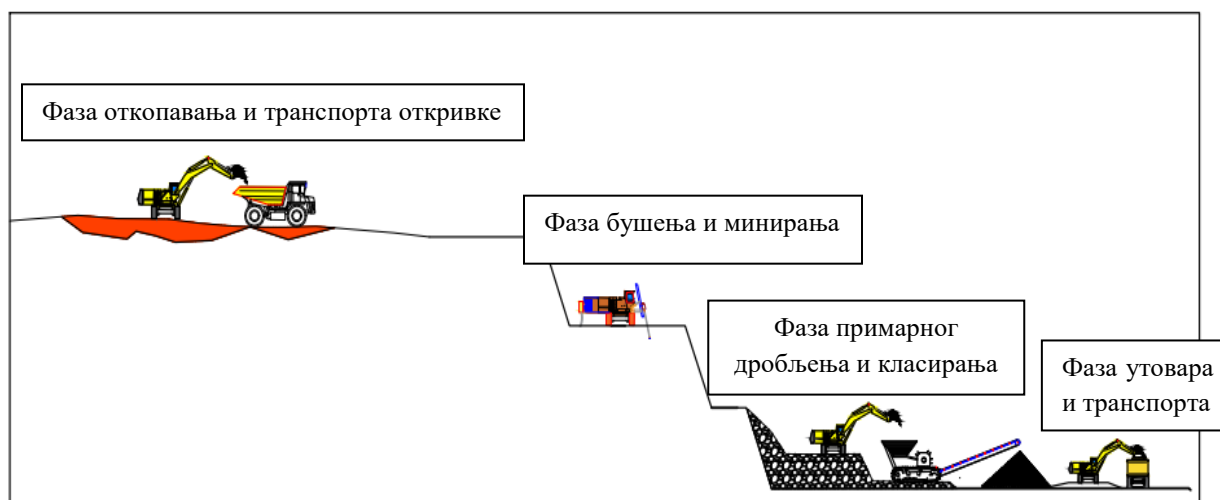 Фаза откопавања и транспорта откривке
Фаза бушења и минирања
Фаза примарног
дробљења и класирања
Фаза утовара
и транспорта